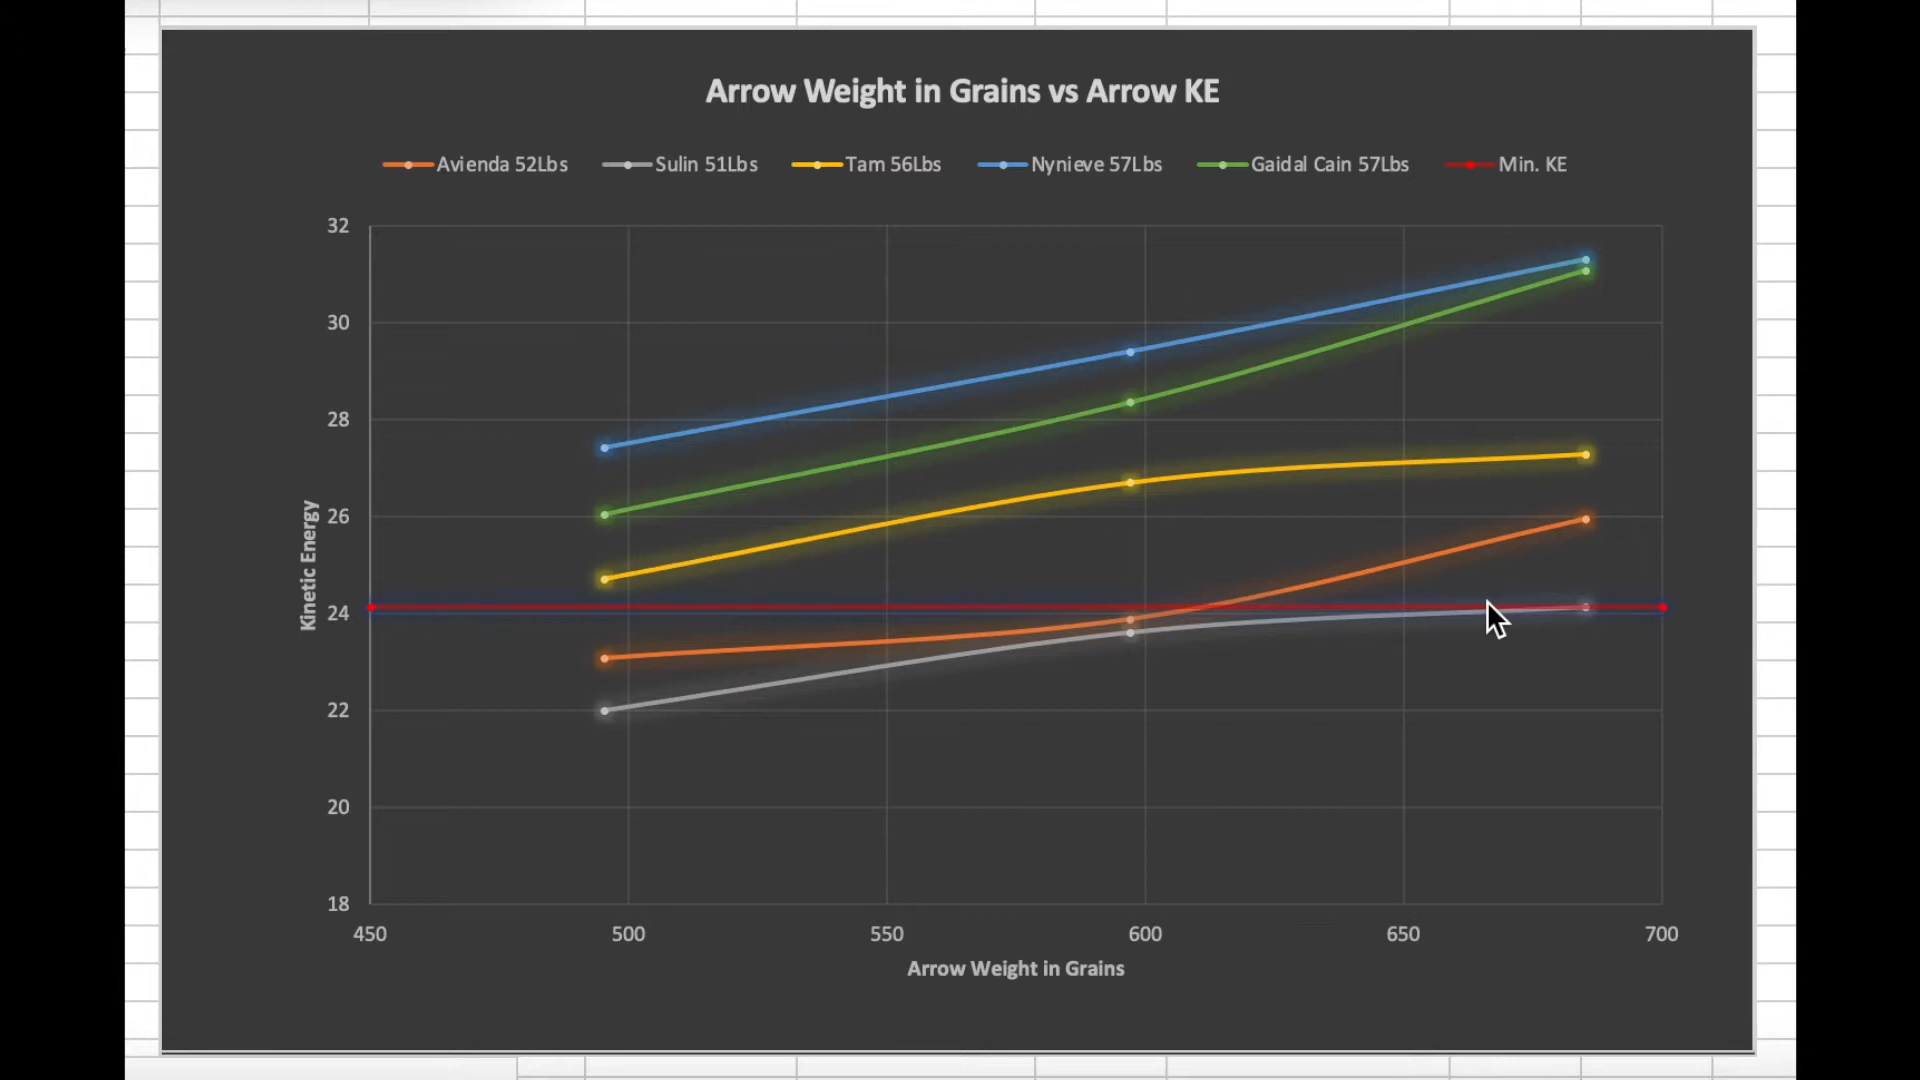 Arrow Weight in Grains vs Arrow KE
Avienda 52Lbs Sulin 51Lbs Tam 56Lbs Nynieve 57Lbs Gaidal Cain 57Lbs Min. KE
32
30
28
26
24
22
20
18
Kinetic Energy
450 500 550 600 650 700
Arrow Weight in Grains